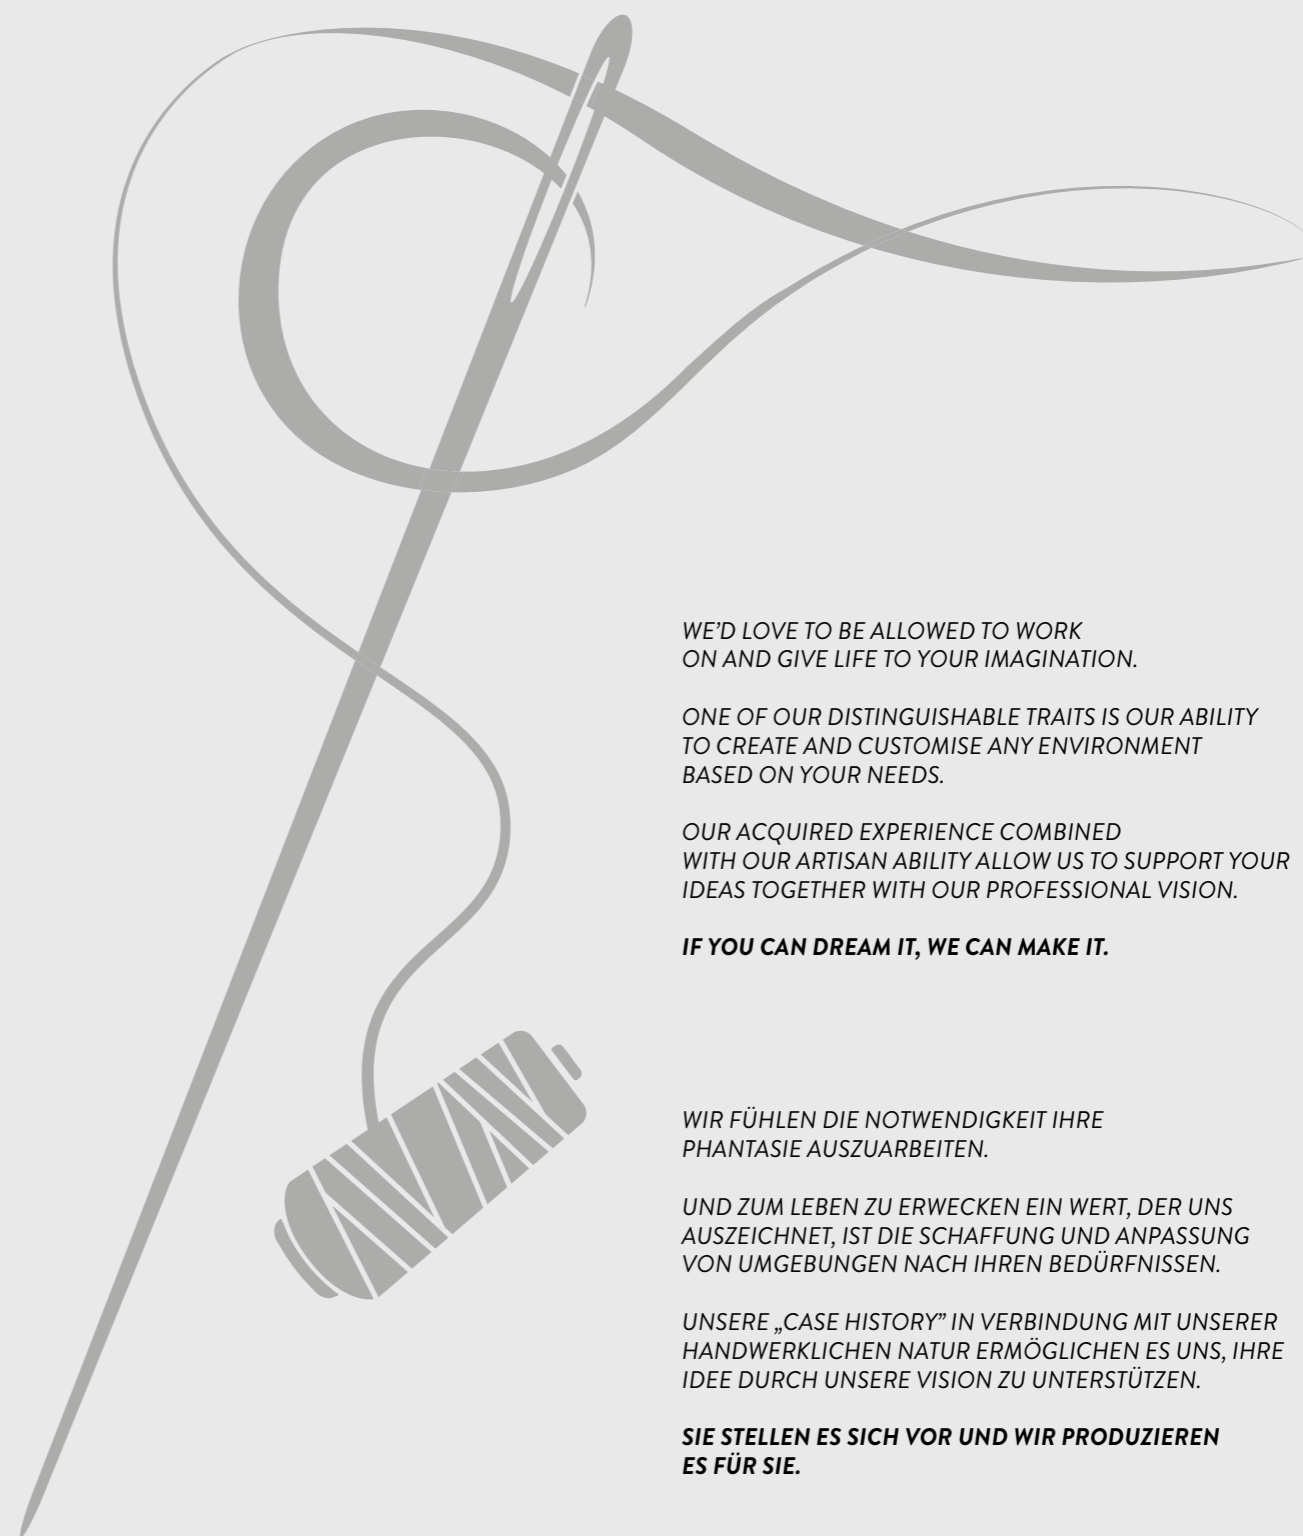 WE’D LOVE TO BE ALLOWED TO WORK
ON AND GIVE LIFE TO YOUR IMAGINATION.
ONE OF OUR DISTINGUISHABLE TRAITS IS OUR ABILITY
TO CREATE AND CUSTOMISE ANY ENVIRONMENT
BASED ON YOUR NEEDS.
OUR ACQUIRED EXPERIENCE COMBINED
WITH OUR ARTISAN ABILITY ALLOW US TO SUPPORT YOUR
IDEAS TOGETHER WITH OUR PROFESSIONAL VISION.
IF YOU CAN DREAM IT, WE CAN MAKE IT.
WIR FÜHLEN DIE NOTWENDIGKEIT IHRE
PHANTASIE AUSZUARBEITEN.
UND ZUM LEBEN ZU ERWECKEN EIN WERT, DER UNS
AUSZEICHNET, IST DIE SCHAFFUNG UND ANPASSUNG
VON UMGEBUNGEN NACH IHREN BEDÜRFNISSEN.
UNSERE „CASE HISTORY” IN VERBINDUNG MIT UNSERER
HANDWERKLICHEN NATUR ERMÖGLICHEN ES UNS, IHRE
IDEE DURCH UNSERE VISION ZU UNTERSTÜTZEN.
SIE STELLEN ES SICH VOR UND WIR PRODUZIEREN
ES FÜR SIE.